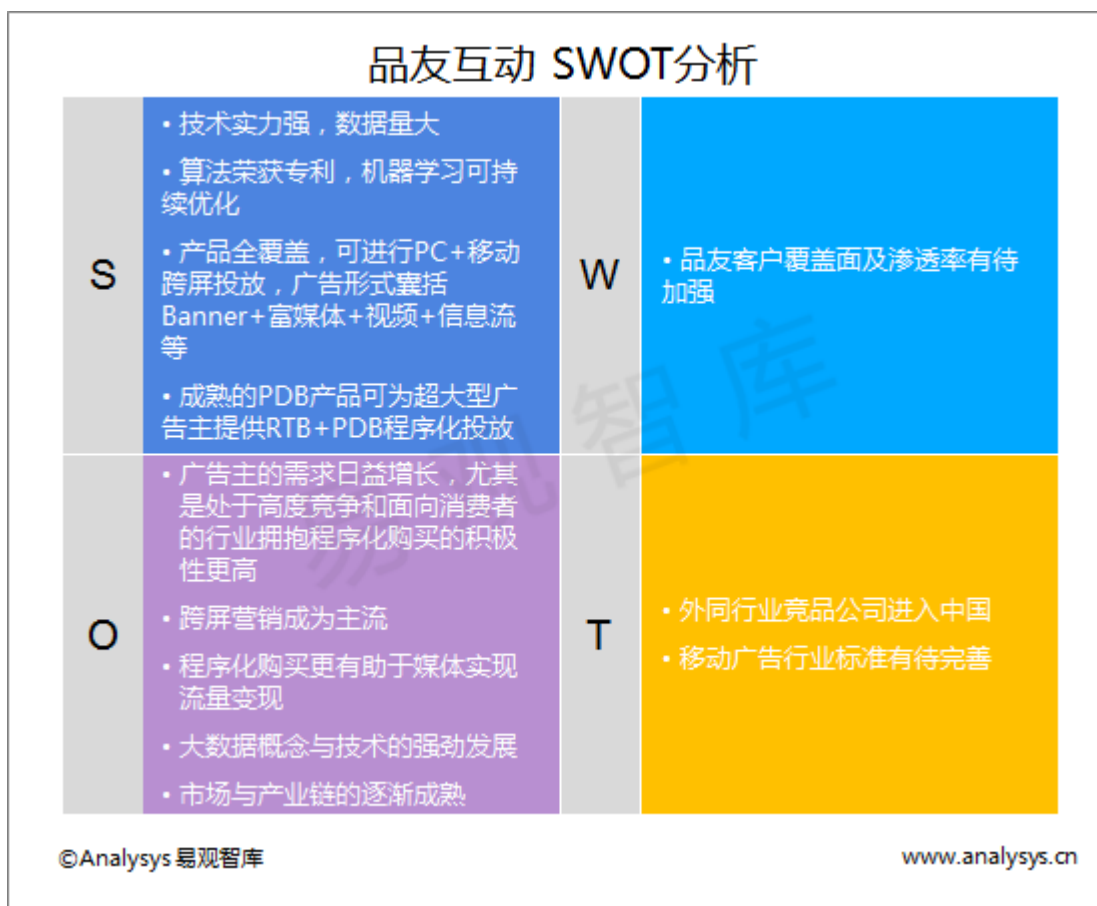 品友互动 SWOT分析
S
• 技术实力强，数据量大
• 算法荣获专利，机器学习可持
续优化
• 产品全覆盖，可进行PC+移动
跨屏投放，广告形式囊括
Banner+富媒体+视频+信息流
等
• 成熟的PDB产品可为超大型广
告主提供RTB+PDB程序化投放
W
• 品友客户覆盖面及渗透率有待
加强
O
• 广告主的需求日益增长，尤其
是处于高度竞争和面向消费者
的行业拥抱程序化购买的积极
性更高
• 跨屏营销成为主流
• 程序化购买更有助于媒体实现
流量变现
• 大数据概念与技术的强劲发展
• 市场与产业链的逐渐成熟
T
• 外同行业竞品公司进入中国
• 移动广告行业标准有待完善
易观智库
©Analysys 易观智库
www.analysys.cn